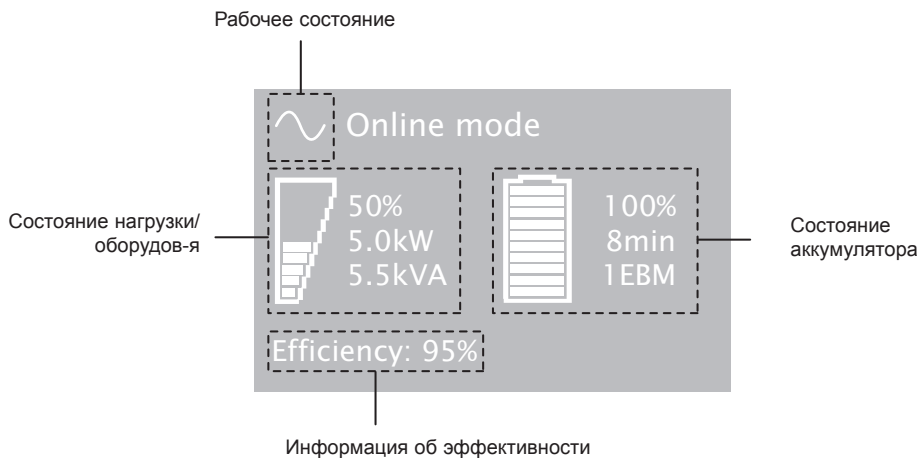 Рабочее состояние
Online mode
Состояние нагрузки/
оборудов-я
50%
5.0kW
5.5kVA
100%
8min
1EBM
Состояние
аккумулятора
Efficiency: 95%
Информация об эффективности